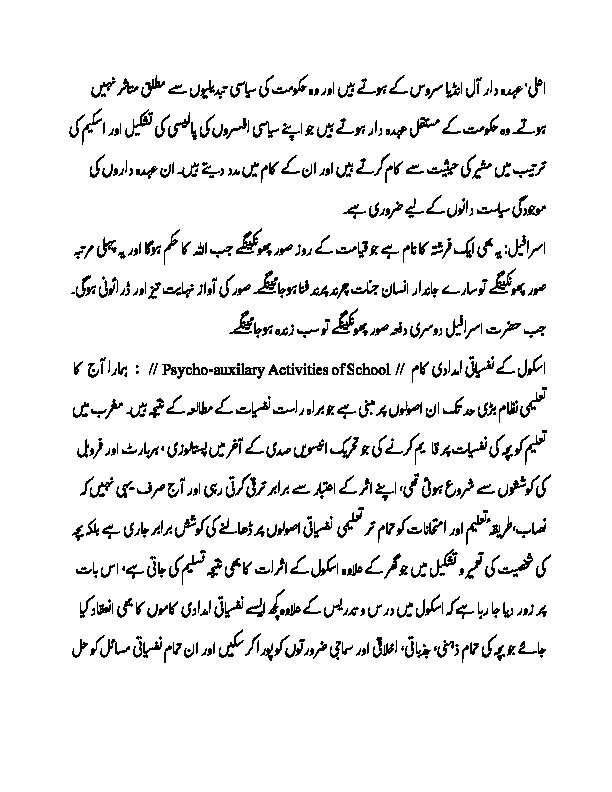 اعلیٰ عہدہ دار آل انڈیا سروس کے ہوتے ہیں اور وہ حکومت کی سیاسی تبدیلیوں سے مطلق متاثر نہیں
ہوتے۔ وہ حکومت کے مستقل عہدہ دار ہوتے ہیں جو اپنے سیاسی افسروں کی پالیسی کی تشکیل اور اسکیم کی
ترتیب میں مشیر کی حیثیت سے کام کرتے ہیں اور ان کے کام میں مدد دیتے ہیں۔ ان عہدہ داروں کی
موجودگی سیاست دانوں کے لیے ضروری ہے۔
اسرافیل: یہ بھی ایک فرشتہ کا نام ہے جو قیامت کے روز صور پھونکینگے جب اللہ کا حکم ہوگا اور یہ پہلی مرتبہ
صور پھونکینگے تو سارے جاندار انسان جنات چرند پرند فنا ہوجائینگے۔ صور کی آواز نہایت تیز اور ڈرائونی ہوگی۔
جب حضرت اسرافیل دوسری دفعہ صور پھونکینگے تو سب زندہ ہوجائینگے۔
اسکول کے نفسیاتی امدادی کام // Psycho-auxilary Activities of School // : ہمارا آج کا
تعلیمی نظام بڑی حد تک ان اصولوں پر مبنی ہے جو براہ راست نفسیات کے مطالعہ کے نتیجہ ہیں۔ مغرب میں
تعلیم کو بچہ کی نفسیات پر قایم کرنے کی جو تحریک انیسویں صدی کے آخر میں پستالوزی، ہربارٹ اور فروبل
کی کوششوں سے شروع ہوئی تھی، اپنے اثر کے اعتبار سے برابر ترقی کرتی رہی اور آج صرف یہی نہیں کہ
نصاب، طریقہ تعلیم اور امتحانات کو تمام تر تعلیمی نفسیاتی اصولوں پر ڈھالنے کی کوشش برابر جاری ہے بلکہ بچہ
کی شخصیت کی تعمیر و تشکیل میں جو گھر کے علاوہ اسکول کے اثرات کا بھی نتیجہ تسلیم کی جاتی ہے، اس بات
پر زور دیا جا رہا ہے کہ اسکول میں درس و تدریس کے علاوہ کچھ ایسے نفسیاتی امدادی کاموں کا بھی انعقاد کیا
جائے جو بچہ کی تمام ذہنی، جذباتی، اخلاقی اور سماجی ضرورتوں کو پورا کر سکیں اور ان تمام نفسیاتی مسائل کو حل